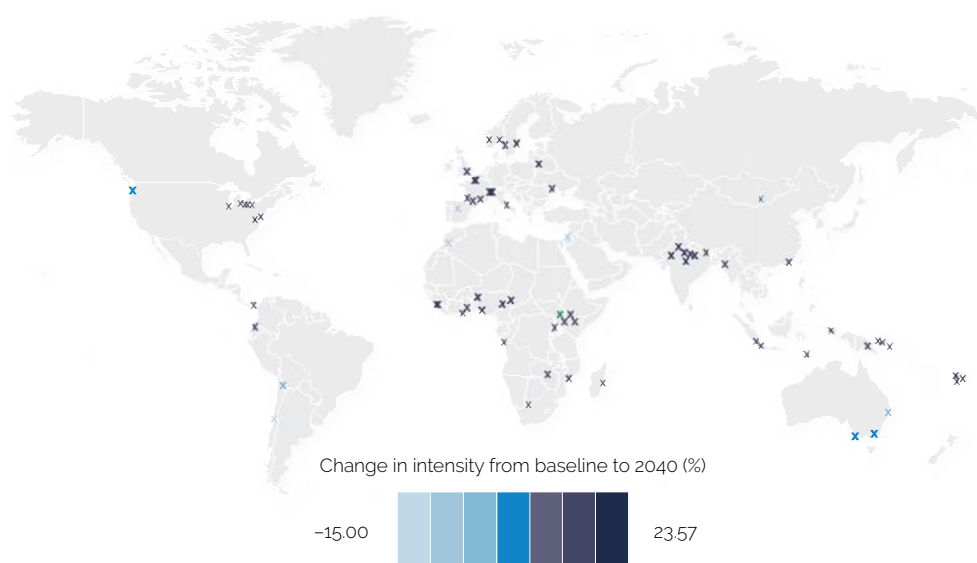 Change in intensity from baseline to 2040 (%)
–15.00
23.57